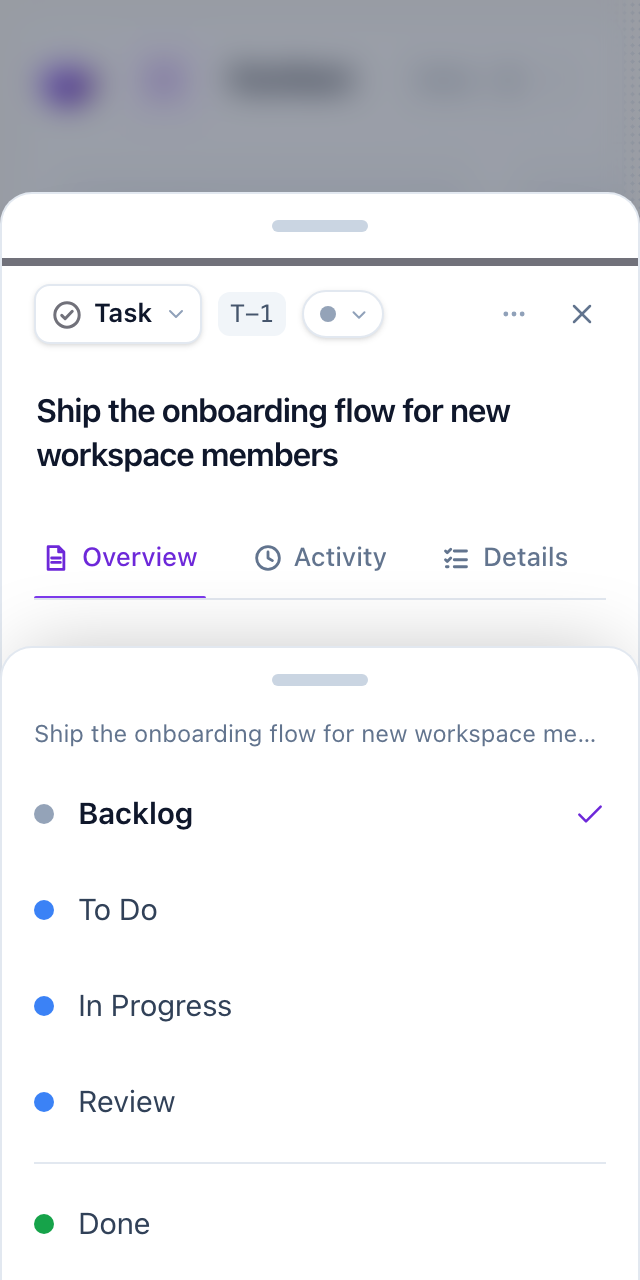 Task
T–1
Ship the onboarding flow for new
workspace members
Overview
Activity
Details
Ship the onboarding flow for new workspace me...
Backlog
To Do
In Progress
Review
Done